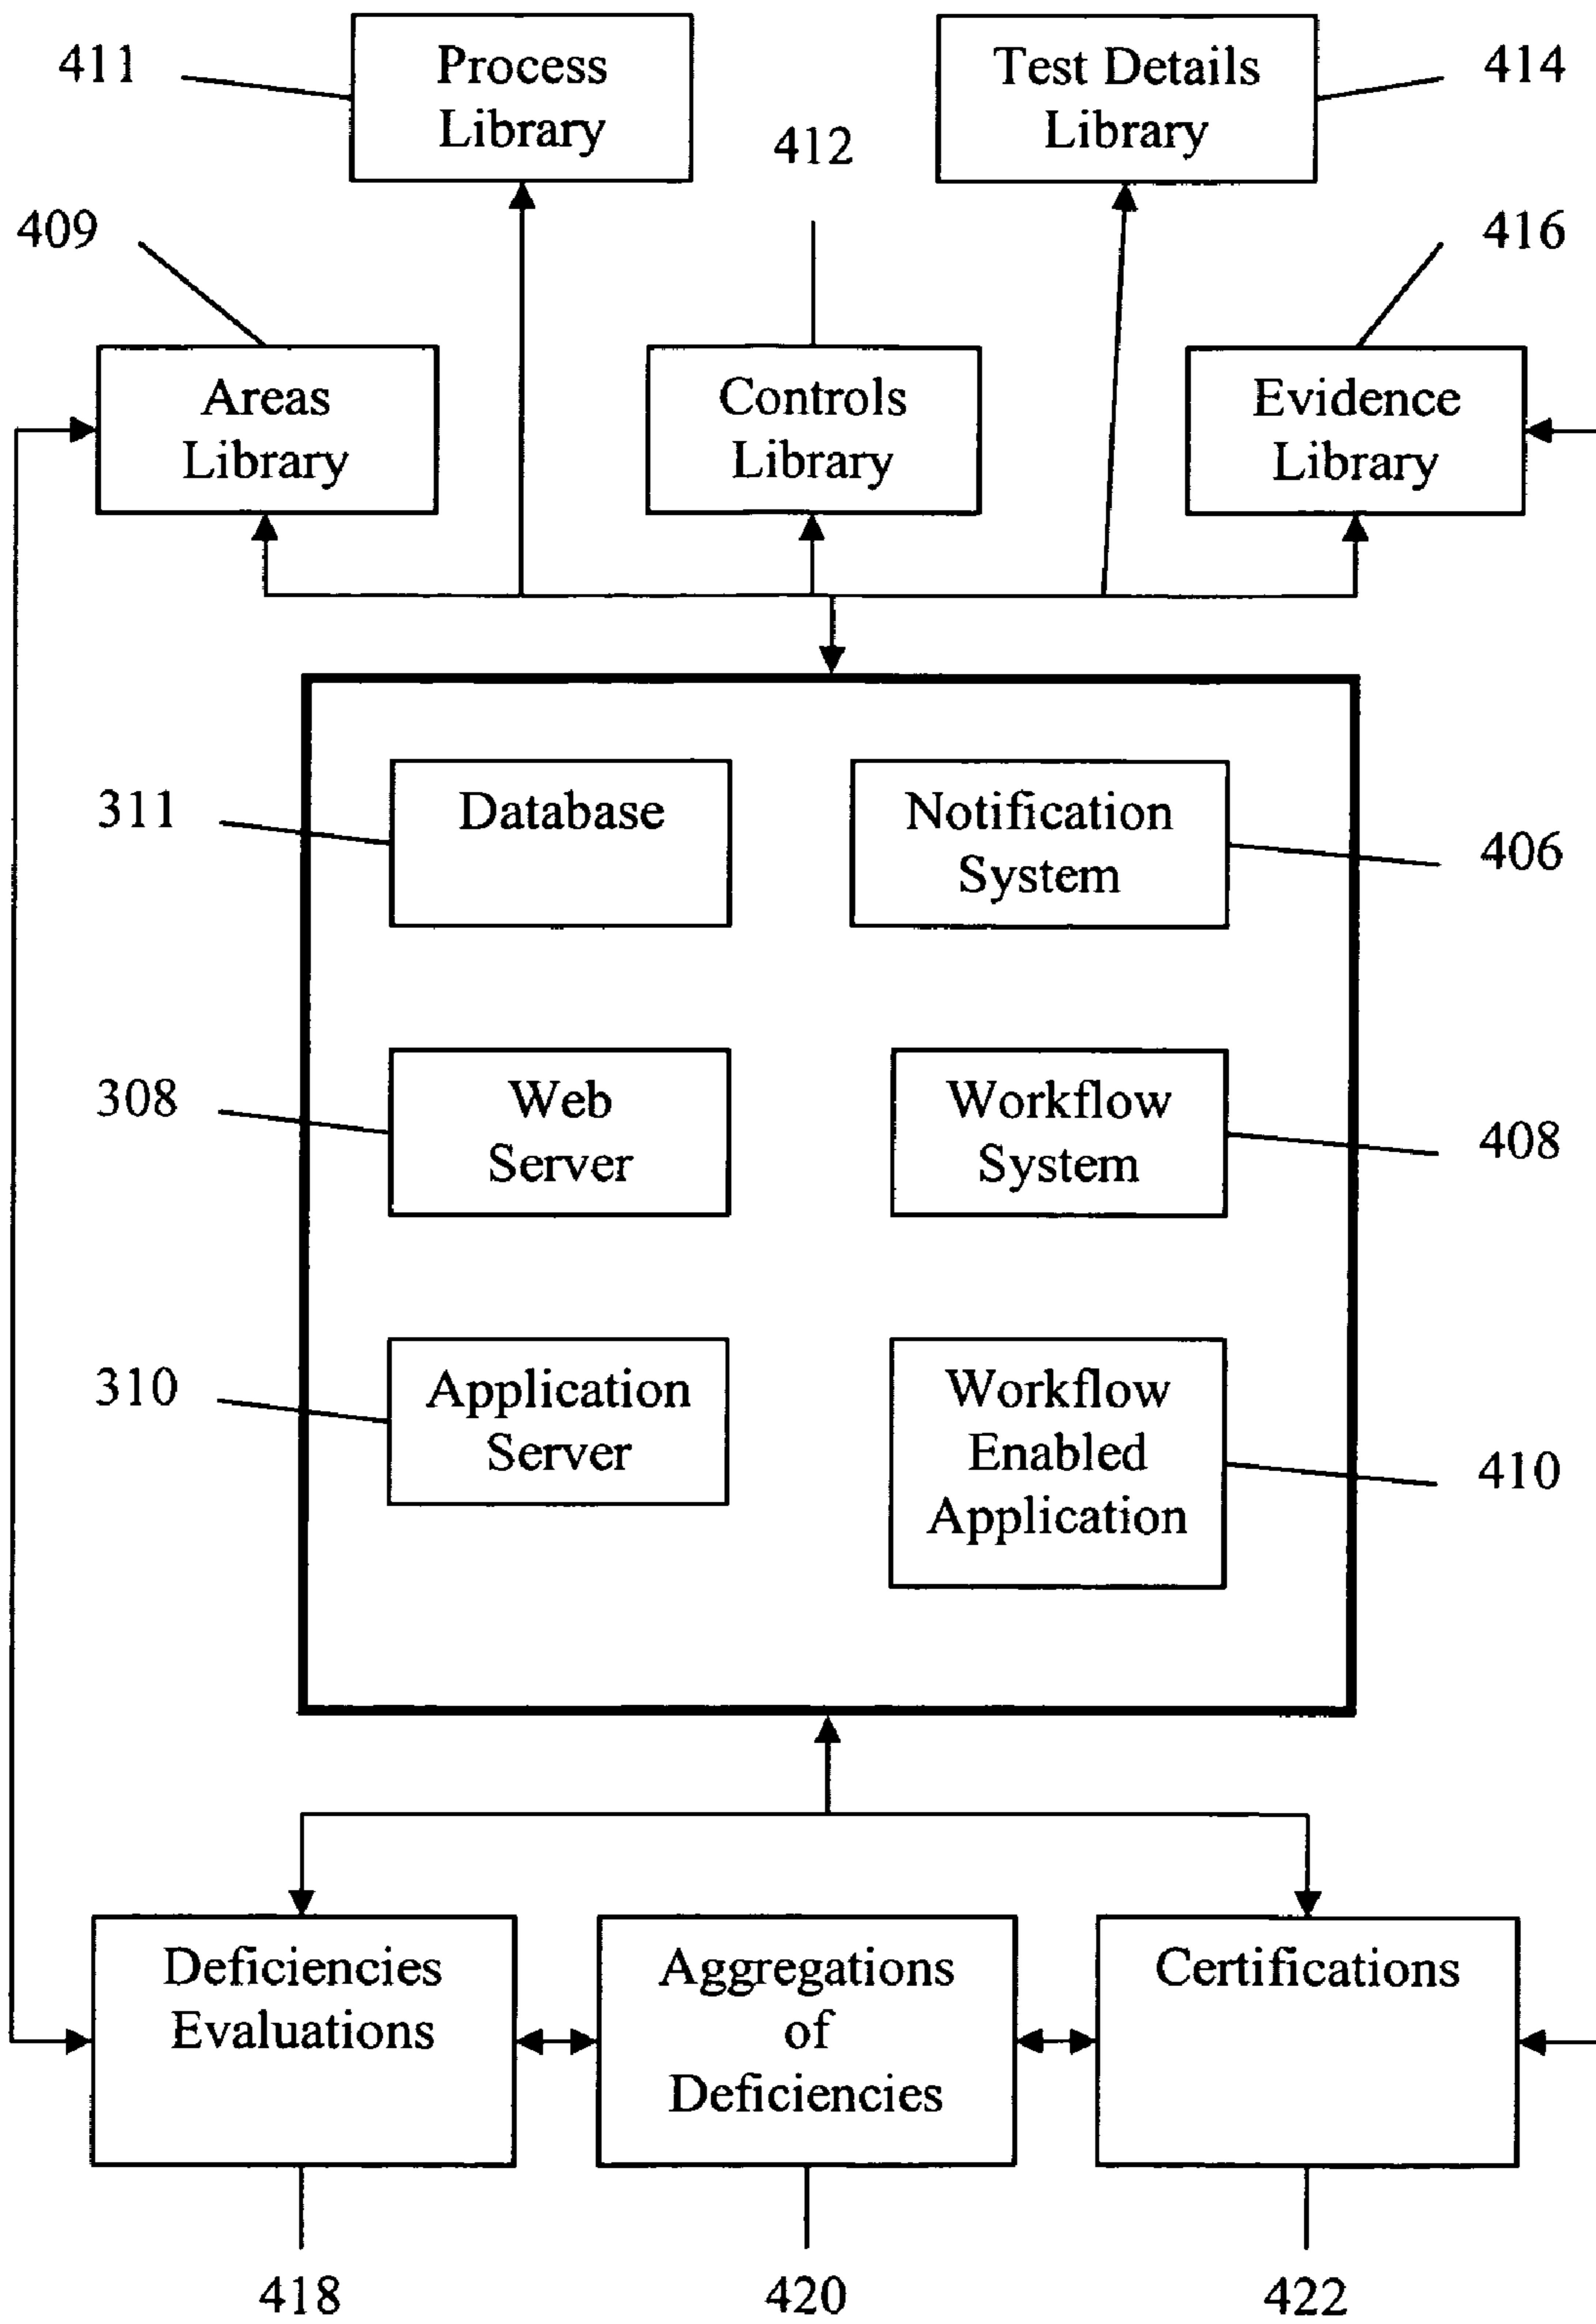 411
Process
Library
Test Details
Library
414
412
409
416
Areas
Library
Controls
Library
Evidence
Library
311
Database
Notification
System
406
308
Web
Server
Workflow
System
408
310
Application
Server
Workflow
Enabled
Application
410
Deficiencies
Evaluations
Aggregations
of
Deficiencies
Certifications
418
420
422